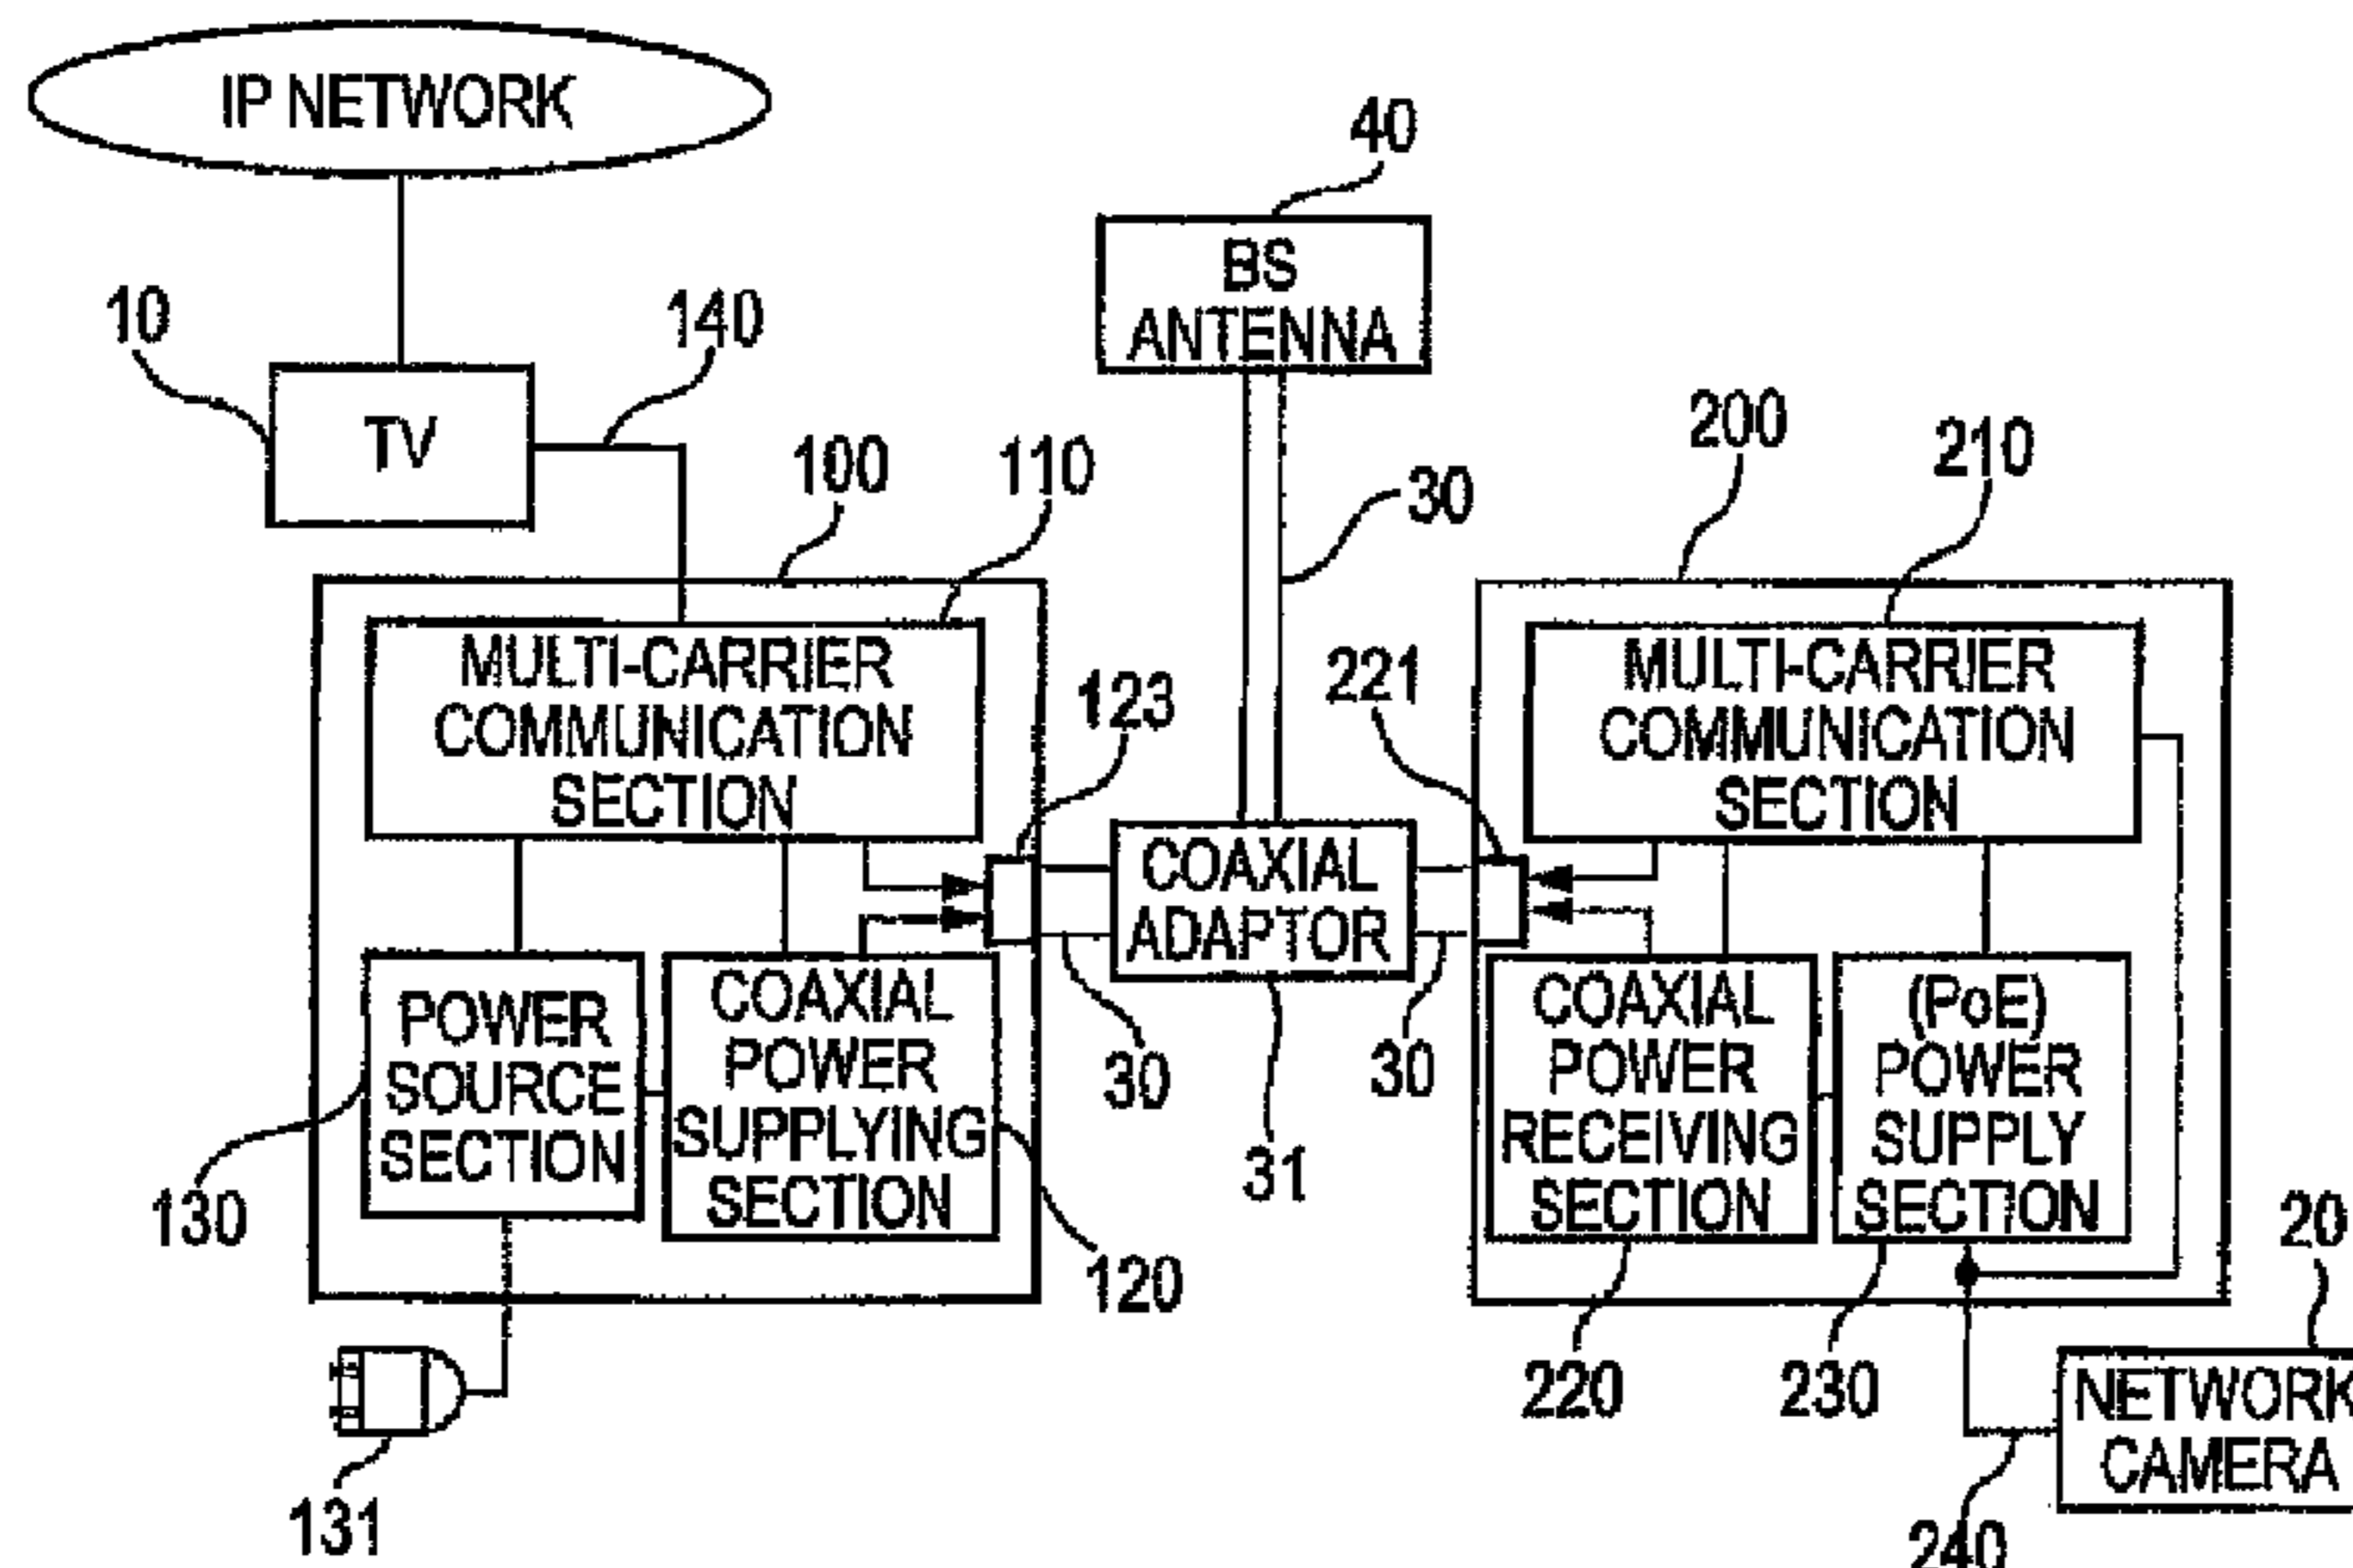 IP NETWORK
40
BS
ANTENNA
10
140
TV
200
100
110
30
210
MULTI-CARRIER
COMMUNICATION
SECTION
123
221
MULTI-CARRIER
COMMUNICATION
SECTION
COAXIAL
ADAPTOR
POWER
SOURCE
SECTION
COAXIAL
POWER
SUPPLYING
SECTION
30
31
30
COAXIAL
POWER
RECEIVING
SECTION
(PoE)
POWER
SUPPLY
SECTION
130
120
20
220
230
NETWORK
CAMERA
131
240